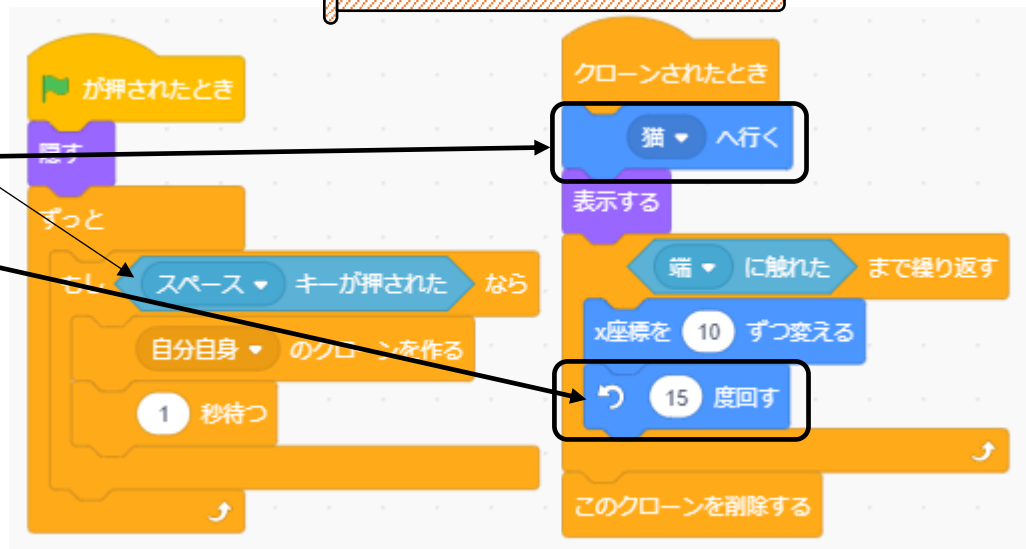 が押されたとき
隠す
ずっと
もし スペース キーが押された なら
自分自身 のクローンを作る
1 秒待つ
クローンされたとき
猫 へ行く
表示する
端 に触れた まで繰り返す
x座標を 10 ずつ変える
15 度回す
このクローンを削除する